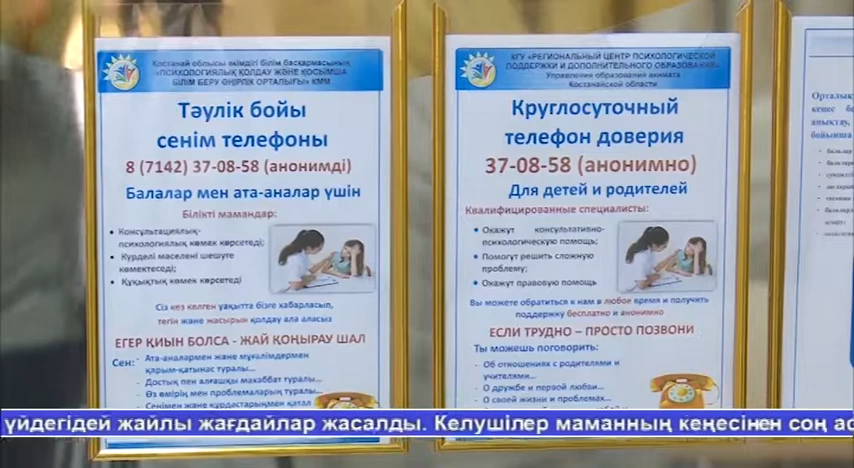 Қостанай облысы әкімдігі білім басқармасының
«ПСИХОЛОГИЯЛЫҚ ҚОЛДАУ ЖӘНЕ ҚОСЫМША
БІЛІМ БЕРУ ӨҢІРЛІК ОРТАЛЫҒЫ» КММ
Тәулік бойы
сенім телефоны
8 (7142) 37-08-58 (анонимді)
Балалар мен ата-аналар үшін
Білікті мамандар:
• Консультациялық-
психологиялық көмек көрсетеді;
• Күрделі мәселені шешуге
көмектеседі;
• Құқықтық көмек көрсетеді
Сіз кез келген уақытта бізге хабарласып,
тегін және жасырын қолдау ала аласыз
ЕГЕР ҚИЫН БОЛСА - ЖАЙ ҚОҢЫРАУ ШАЛ
Сен:
- Ата-аналармен және мұғалімдермен
қарым-қатынас туралы...
- Достық пен алғашқы махаббат туралы...
- Өз өмірің мен проблемаларың туралы...
- Сенімен және құрдастарыңмен қатал
КГУ «РЕГИОНАЛЬНЫЙ ЦЕНТР ПСИХОЛОГИЧЕСКОЙ
ПОДДЕРЖКИ И ДОПОЛНИТЕЛЬНОГО ОБРАЗОВАНИЯ»
Управления образования акимата
Костанайской области
Круглосуточный
телефон доверия
37-08-58 (анонимно)
Для детей и родителей
Квалифицированные специалисты:
• Окажут консультативно-
психологическую помощь;
• Помогут решить сложную
проблему;
• Окажут правовую помощь
Вы можете обратиться к нам в любое время и получить
поддержку бесплатно и анонимно
ЕСЛИ ТРУДНО – ПРОСТО ПОЗВОНИ
Ты можешь поговорить:
- Об отношениях с родителями и
учителями...
- О дружбе и первой любви...
- О своей жизни и проблемах...
үйдегідей жайлы жағдайлар жасалды. Келушілер маманның кеңесінен соң ас